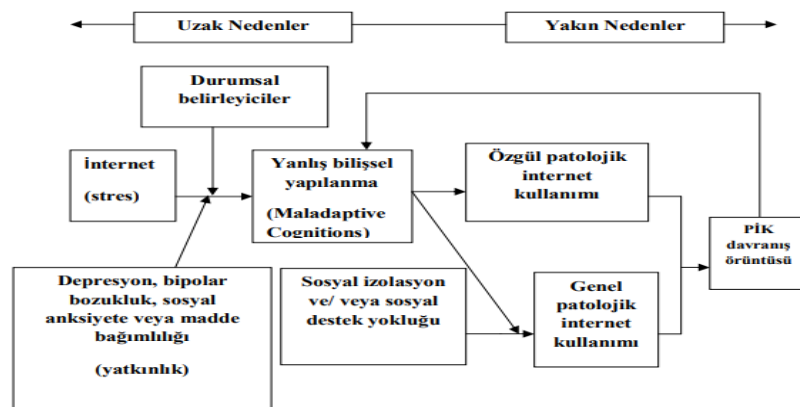 Uzak Nedenler
Yakın Nedenler
Durumsal
belirleyiciler
İnternet
(stres)
Yanlış bilişsel
yapılanma
(Maladaptive
Cognitions)
Özgül patolojik
internet
kullanımı
PİK
davranış
örüntüsü
Depresyon, bipolar
bozukluk, sosyal
anksiyete veya madde
bağımlılığı
(yatkınlık)
Sosyal izolasyon
ve/ veya sosyal
destek yokluğu
Genel
patolojik
internet
kullanımı